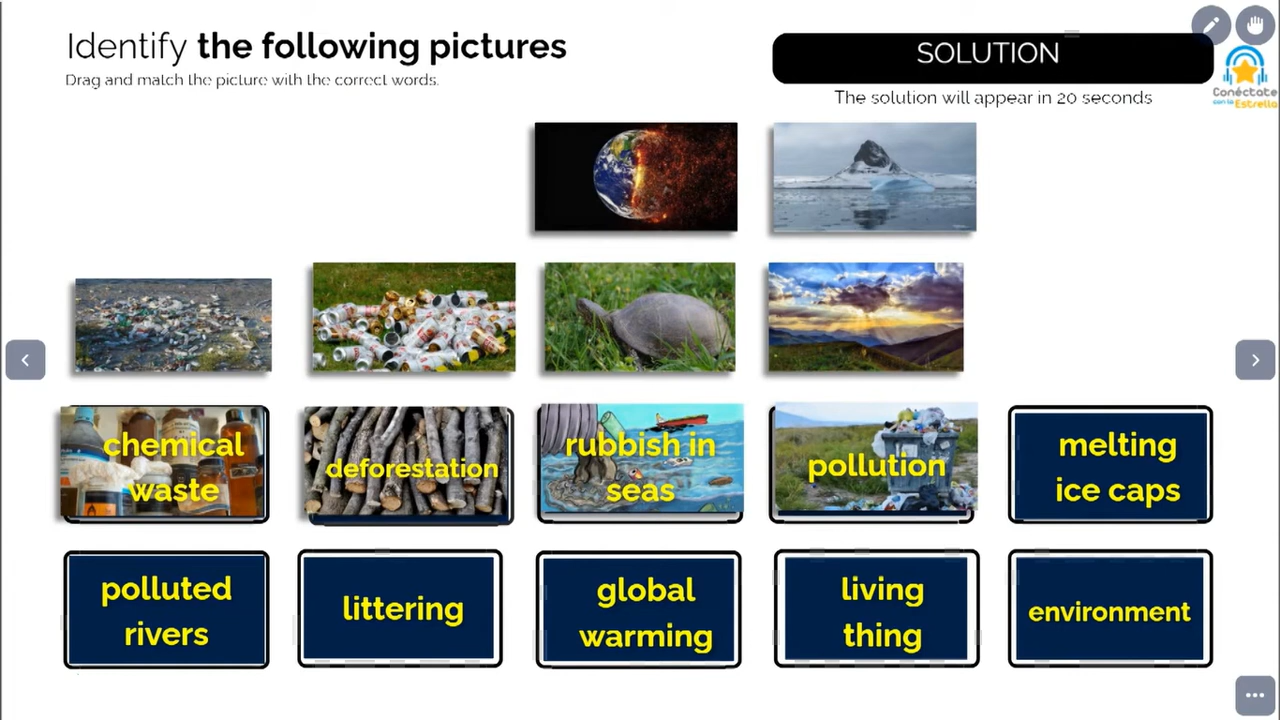 Identify the following pictures
Drag and match the picture with the correct words.
SOLUTION
The solution will appear in 20 seconds
Conéctate
con la Estrella
chemical
waste
deforestation
rubbish in
seas
pollution
melting
ice caps
polluted
rivers
littering
global
warming
living
thing
environment